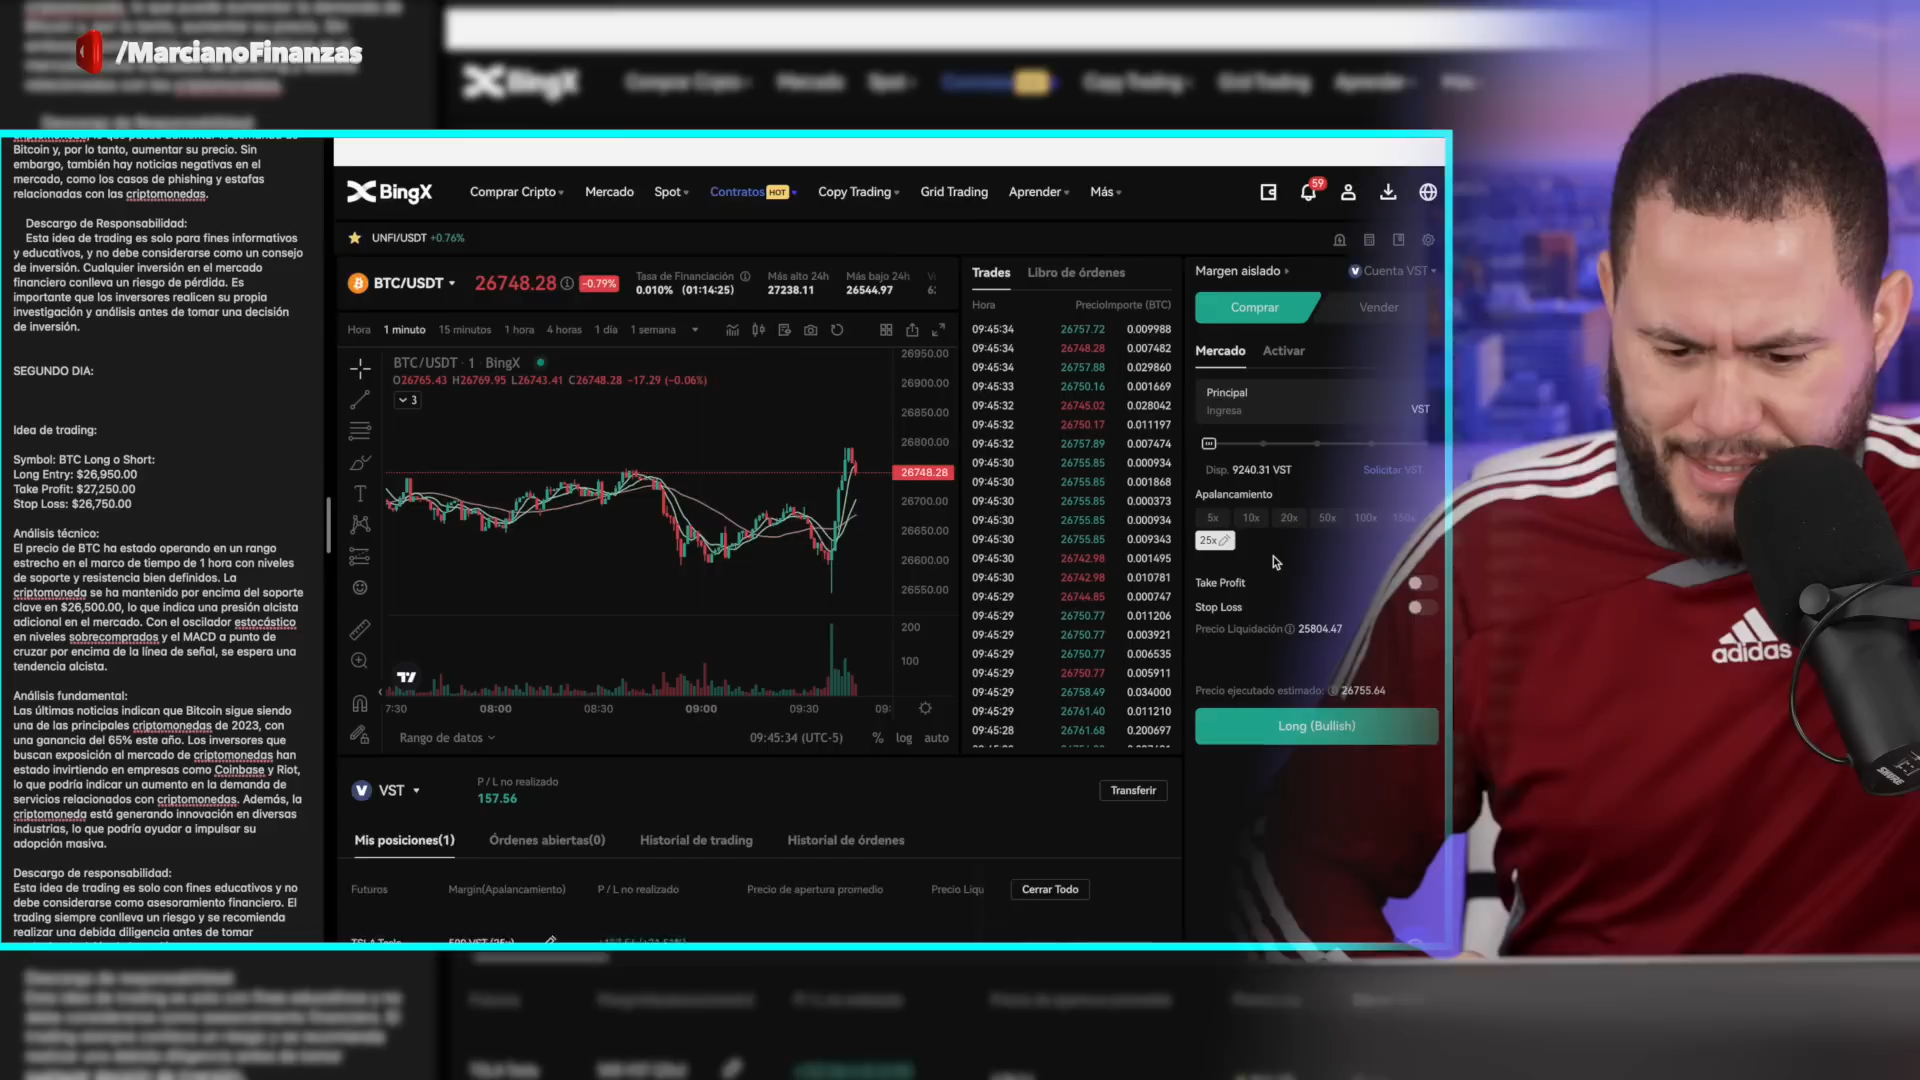 /MarcianoFinanzas
Bitcoin y, por lo tanto, aumentar su precio. Sin
embargo, también hay noticias negativas en el
mercado, como los casos de phishing y estafas
relacionadas con las criptomonedas.
Descargo de Responsabilidad:
Esta idea de trading es solo para fines informativos
y educativos, y no debe considerarse como un consejo
de inversión. Cualquier inversión en el mercado
financiero conlleva un riesgo de pérdida. Es
importante que los inversores realicen su propia
investigación y análisis antes de tomar una decisión
de inversión.
SEGUNDO DIA:
Idea de trading:
Symbol: BTC Long o Short:
Long Entry: $26,950.00
Take Profit: $27,250.00
Stop Loss: $26,750.00
Análisis técnico:
El precio de BTC ha estado operando en un rango
estrecho en el marco de tiempo de 1 hora con niveles
de soporte y resistencia bien definidos. La
criptomoneda se ha mantenido por encima del soporte
clave en $26,500.00, lo que indica una presión alcista
adicional en el mercado. Con el oscilador estocástico
en niveles sobrecomprados y el MACD a punto de
cruzar por encima de la línea de señal, se espera una
tendencia alcista.
Análisis fundamental:
Las últimas noticias indican que Bitcoin sigue siendo
una de las principales criptomonedas de 2023, con
una ganancia del 65% este año. Los inversores que
buscan exposición al mercado de criptomonedas han
estado invirtiendo en empresas como Coinbase y Riot,
lo que podría indicar un aumento en la demanda de
servicios relacionados con criptomonedas. Además, la
criptomoneda está generando innovación en diversas
industrias, lo que podría ayudar a impulsar su
adopción masiva.
Descargo de responsabilidad:
Esta idea de trading es solo con fines educativos y no
debe considerarse como asesoramiento financiero. El
trading siempre conlleva un riesgo y se recomienda
realizar una debida diligencia antes de tomar
BingX Comprar Cripto Mercado Spot Contratos HOT Copy Trading Grid Trading Aprender Más 59
UNFI/USDT +0.76%
BTC/USDT 26748.28 -0.79%
Tasa de Financiación Más alto 24h Más bajo 24h
0.010% (01:14:25) 27238.11 26544.97
Hora 1 minuto 15 minutos 1 hora 4 horas 1 día 1 semana
BTC/USDT · 1 · BingX
O26765.43 H26769.95 L26743.41 C26748.28 -17.29 (-0.06%)
3
26950.00
26900.00
26850.00
26800.00
26748.28
26700.00
26650.00
26600.00
26550.00
200
100
7:30 08:00 08:30 09:00 09:30 09:
Rango de datos 09:45:34 (UTC-5) % log auto
Trades Libro de órdenes
Hora Precio Importe (BTC)
09:45:34 26757.72 0.009988
09:45:34 26748.28 0.007482
09:45:34 26757.88 0.029860
09:45:33 26750.16 0.001669
09:45:32 26745.02 0.028042
09:45:32 26750.17 0.011197
09:45:32 26757.89 0.007474
09:45:30 26755.85 0.000934
09:45:30 26755.85 0.001868
09:45:30 26755.85 0.000373
09:45:30 26755.85 0.000934
09:45:30 26755.85 0.009343
09:45:30 26742.98 0.001495
09:45:30 26742.98 0.010781
09:45:29 26744.85 0.000747
09:45:29 26750.77 0.011206
09:45:29 26750.77 0.003921
09:45:29 26750.77 0.006535
09:45:29 26750.77 0.005911
09:45:29 26758.49 0.034000
09:45:29 26761.40 0.011210
09:45:28 26761.68 0.200697
Margen aislado Cuenta VST
Comprar Vender
Mercado Activar
Principal
Ingresa VST
Disp. 9240.31 VST Solicitar VST
Apalancamiento
5x 10x 20x 50x 100x 150x
25x
Take Profit
Stop Loss
Precio Liquidación 25804.47
Precio ejecutado estimado: 26755.64
Long (Bullish)
VST
P / L no realizado
157.56
Transferir
Mis posiciones(1) Órdenes abiertas(0) Historial de trading Historial de órdenes
Futuros Margin(Apalancamiento) P / L no realizado Precio de apertura promedio Precio Liqu Cerrar Todo
adidas
SHURE